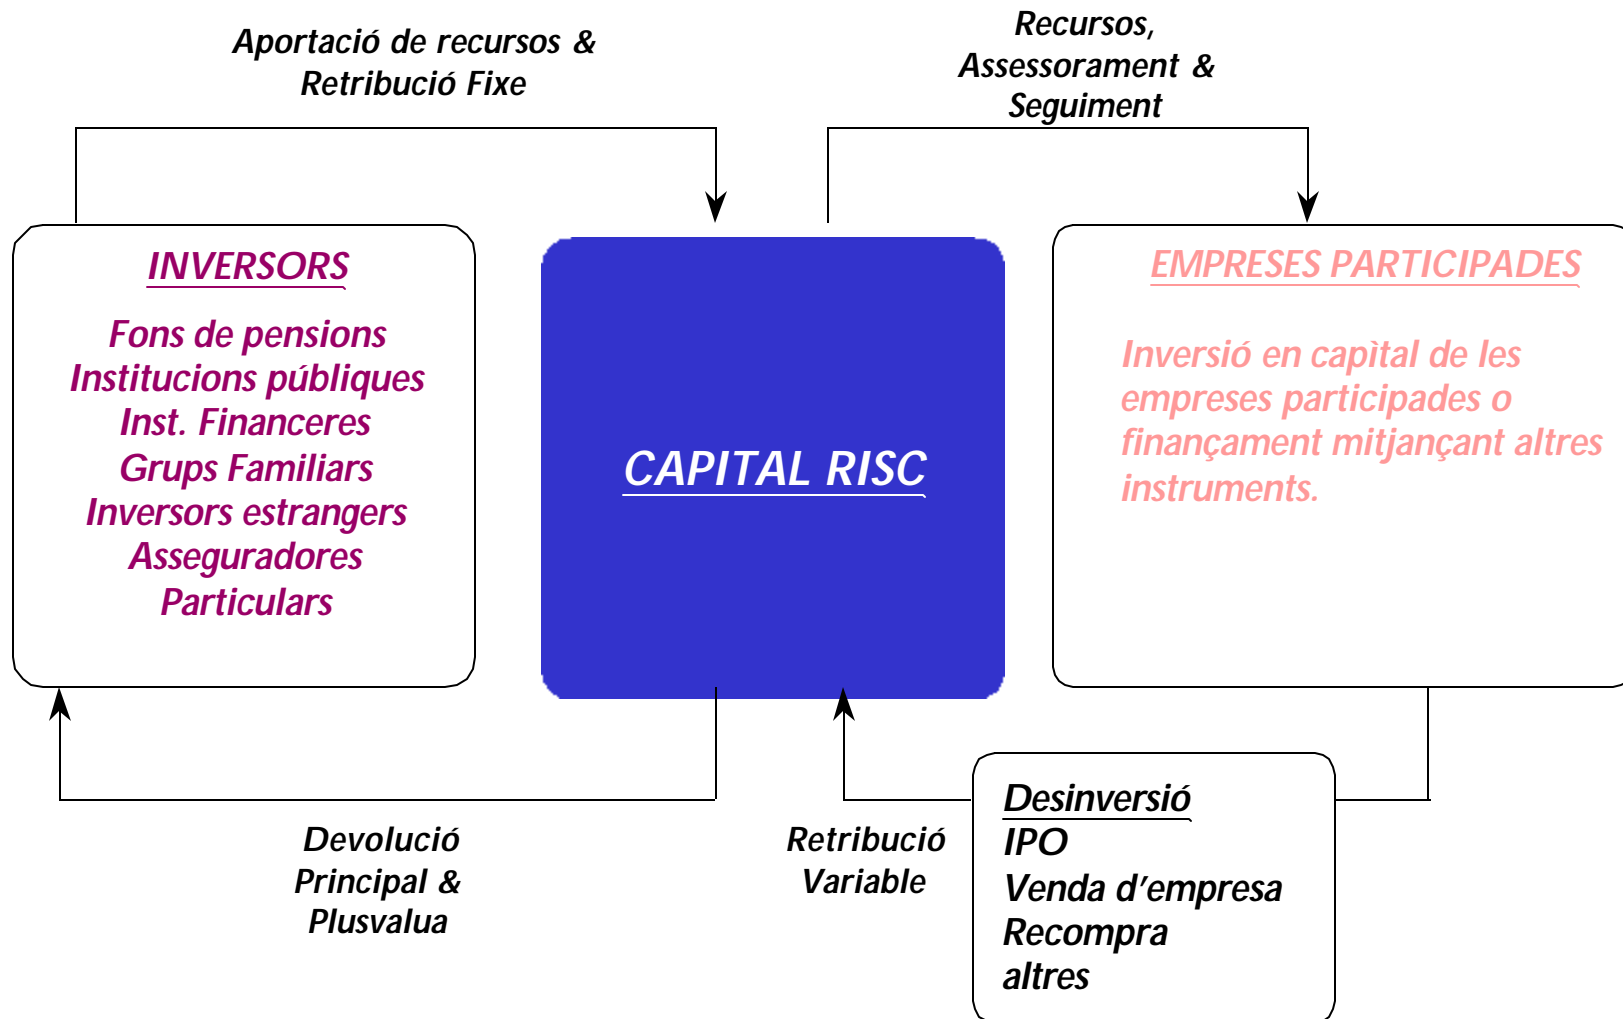 Aportació de recursos &
Retribució Fixe
Recursos,
Assessorament &
Seguiment
INVERSORS
Fons de pensions
Institucions públiques
Inst. Financeres
Grups Familiars
Inversors estrangers
Asseguradores
Particulars
CAPITAL RISC
EMPRESES PARTICIPADES
Inversió en capìtal de les
empreses participades o
finançament mitjançant altres
instruments.
Devolució
Principal &
Plusvalua
Retribució
Variable
Desinversió
IPO
Venda d'empresa
Recompra
altres